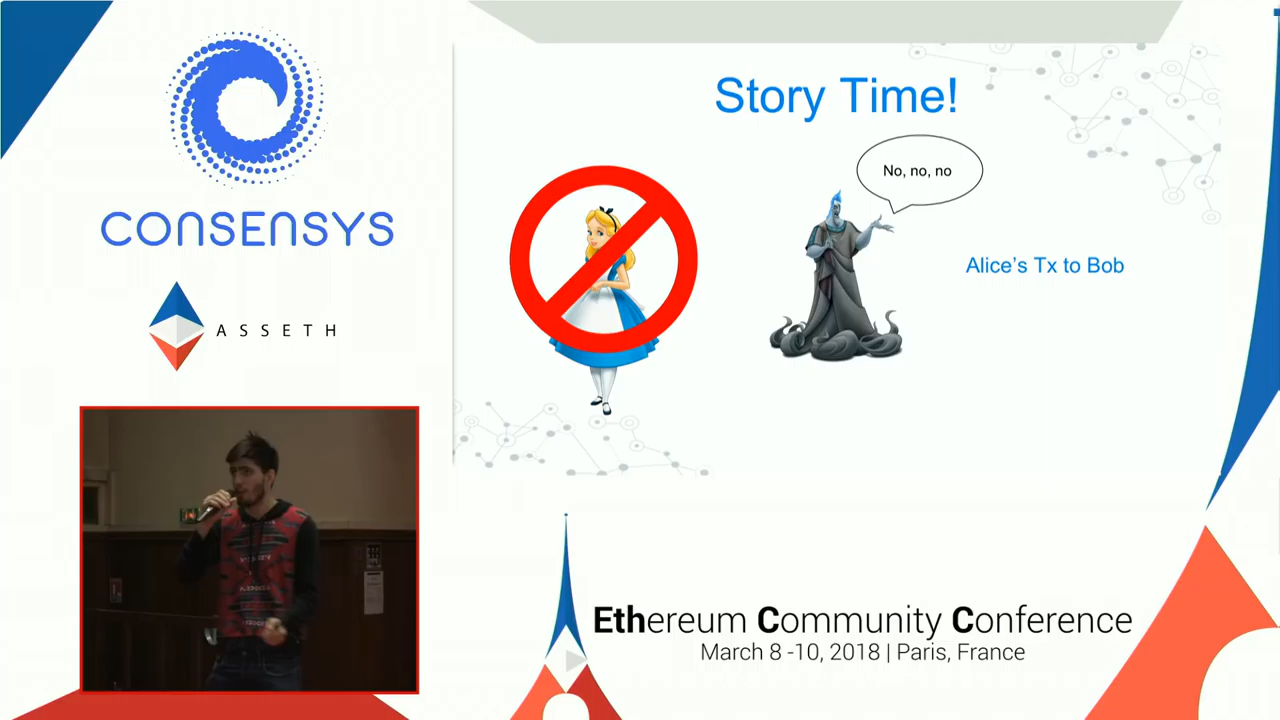 CONSENSYS
ASSETH
Story Time!
No, no, no
Alice's Tx to Bob
Ethereum Community Conference
March 8 -10, 2018 | Paris, France